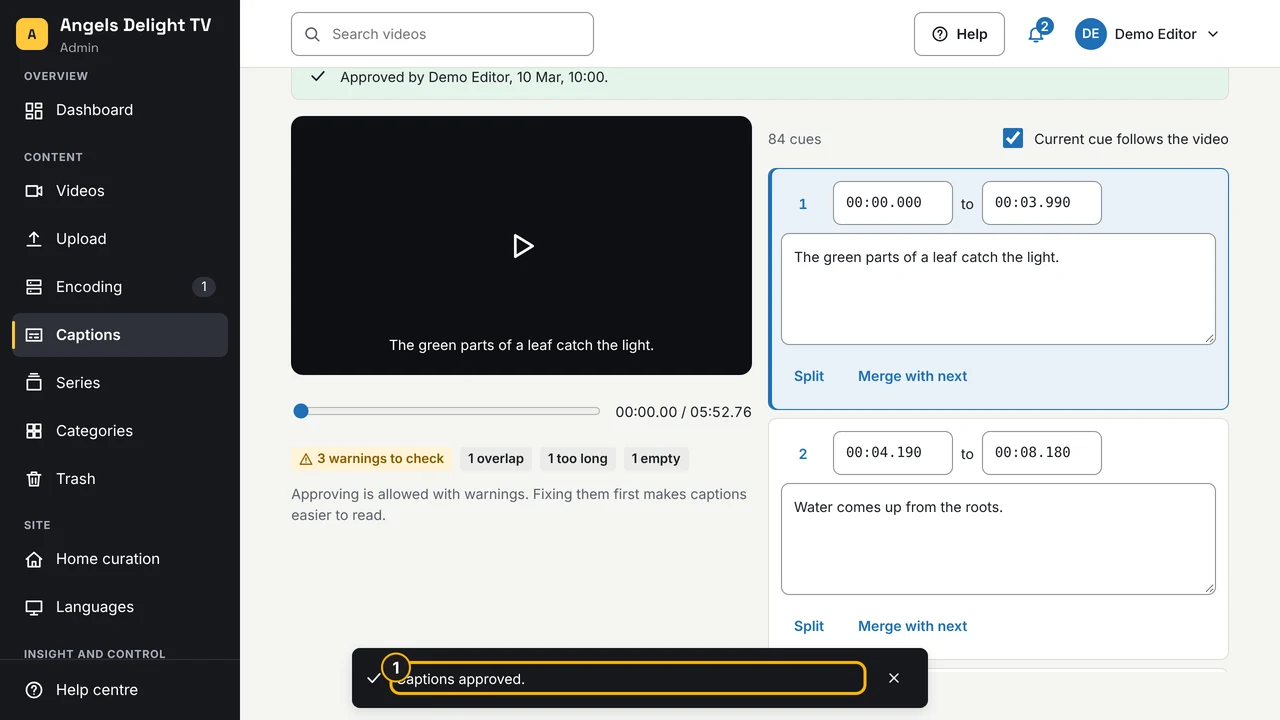 A
Angels Delight TV
Admin
OVERVIEW
Dashboard
CONTENT
Videos
Upload
Encoding 1
Captions
Series
Categories
Trash
SITE
Home curation
Languages
INSIGHT AND CONTROL
Help centre
Search videos
Help
2
DE Demo Editor
Approved by Demo Editor, 10 Mar, 10:00.
The green parts of a leaf catch the light.
00:00.00 / 05:52.76
3 warnings to check 1 overlap 1 too long 1 empty
Approving is allowed with warnings. Fixing them first makes captions
easier to read.
84 cues Current cue follows the video
1 00:00.000 to 00:03.990
The green parts of a leaf catch the light.
Split Merge with next
2 00:04.190 to 00:08.180
Water comes up from the roots.
Split Merge with next
1
Captions approved.